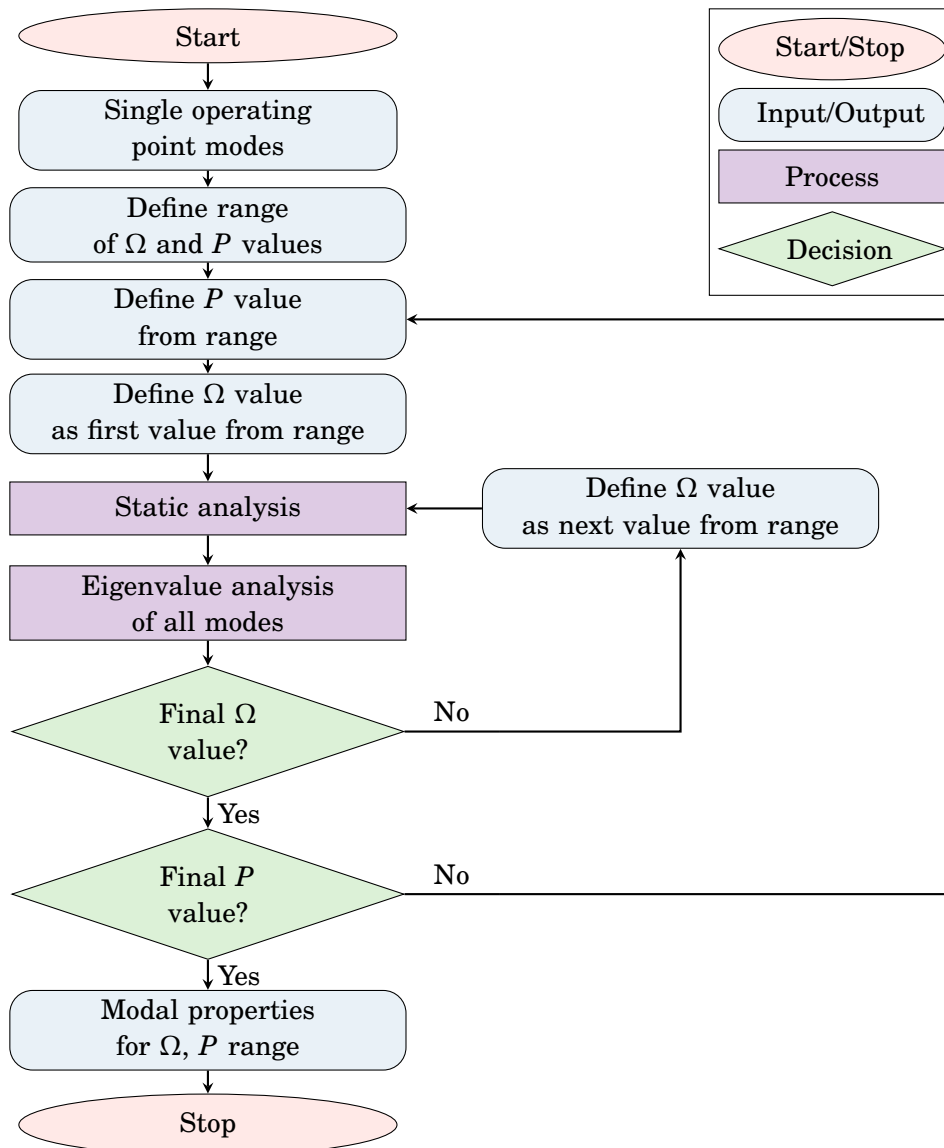 Start
Single operating
point modes
Define range
of Ω and P values
Define P value
from range
Define Ω value
as first value from range
Static analysis
Define Ω value
as next value from range
Eigenvalue analysis
of all modes
Final Ω
value?
No
Yes
Final P
value?
No
Yes
Modal properties
for Ω, P range
Stop
Start/Stop
Input/Output
Process
Decision